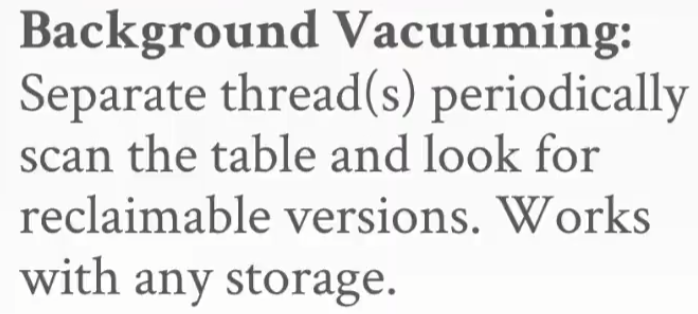 Background Vacuuming:
Separate thread(s) periodically
scan the table and look for
reclaimable versions. Works
with any storage.